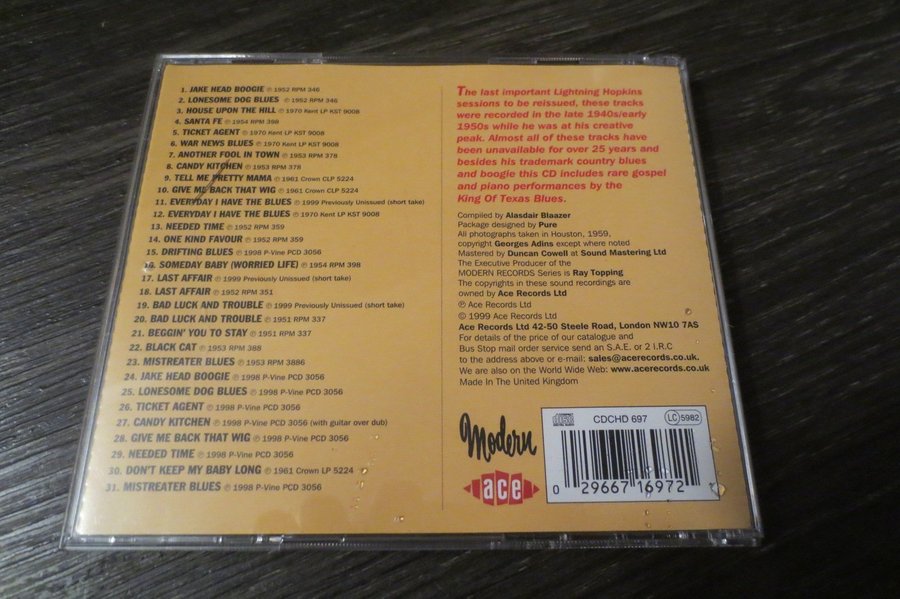 1. JAKE HEAD BOOGIE ℗ 1952 RPM 346
2. LONESOME DOG BLUES ℗ 1952 RPM 346
3. HOUSE UPON THE HILL ℗ 1970 Kent LP KST 9008
4. SANTA FE ℗ 1954 RPM 398
5. TICKET AGENT ℗ 1970 Kent LP KST 9008
6. WAR NEWS BLUES ℗ 1970 Kent LP KST 9008
7. ANOTHER FOOL IN TOWN ℗ 1953 RPM 378
8. CANDY KITCHEN ℗ 1953 RPM 378
9. TELL ME PRETTY MAMA ℗ 1961 Crown CLP 5224
10. GIVE ME BACK THAT WIG ℗ 1961 Crown CLP 5224
11. EVERYDAY I HAVE THE BLUES ℗ 1999 Previously Unissued (short take)
12. EVERYDAY I HAVE THE BLUES ℗ 1970 Kent LP KST 9008
13. NEEDED TIME ℗ 1952 RPM 359
14. ONE KIND FAVOUR ℗ 1952 RPM 359
15. DRIFTING BLUES ℗ 1998 P-Vine PCD 3056
16. SOMEDAY BABY (WORRIED LIFE) ℗ 1954 RPM 398
17. LAST AFFAIR ℗ 1999 Previously Unissued (short take)
18. LAST AFFAIR ℗ 1952 RPM 351
19. BAD LUCK AND TROUBLE ℗ 1999 Previously Unissued (short take)
20. BAD LUCK AND TROUBLE ℗ 1951 RPM 337
21. BEGGIN' YOU TO STAY ℗ 1951 RPM 337
22. BLACK CAT ℗ 1953 RPM 388
23. MISTREATER BLUES ℗ 1953 RPM 3886
24. JAKE HEAD BOOGIE ℗ 1998 P-Vine PCD 3056
25. LONESOME DOG BLUES ℗ 1998 P-Vine PCD 3056
26. TICKET AGENT ℗ 1998 P-Vine PCD 3056
27. CANDY KITCHEN ℗ 1998 P-Vine PCD 3056 (with guitar over dub)
28. GIVE ME BACK THAT WIG ℗ 1998 P-Vine PCD 3056
29. NEEDED TIME ℗ 1998 P-Vine PCD 3056
30. DON'T KEEP MY BABY LONG ℗ 1961 Crown LP 5224
31. MISTREATER BLUES ℗ 1998 P-Vine PCD 3056
The last important Lightning Hopkins
sessions to be reissued, these tracks
were recorded in the late 1940s/early
1950s while he was at his creative
peak. Almost all of these tracks have
been unavailable for over 25 years and
besides his trademark country blues
and boogie this CD includes rare gospel
and piano performances by the
King Of Texas Blues.
Compiled by Alasdair Blaazer
Package designed by Pure
All photographs taken in Houston, 1959,
copyright Georges Adins except where noted
Mastered by Duncan Cowell at Sound Mastering Ltd
The Executive Producer of the
MODERN RECORDS Series is Ray Topping
The copyrights in these sound recordings are
owned by Ace Records Ltd
℗ 1999 Ace Records Ltd
© 1999 Ace Records Ltd
Ace Records Ltd 42-50 Steele Road, London NW10 7AS
For details of the price of our catalogue and
Bus Stop mail order service send an S.A.E. or 2 I.R.C
to the address above or e-mail: sales@acerecords.co.uk.
We are also on the World Wide Web: www.acerecords.co.uk
Made In The United Kingdom
Modern
ace
CDCHD 697
LC 5982
0 29667 16972